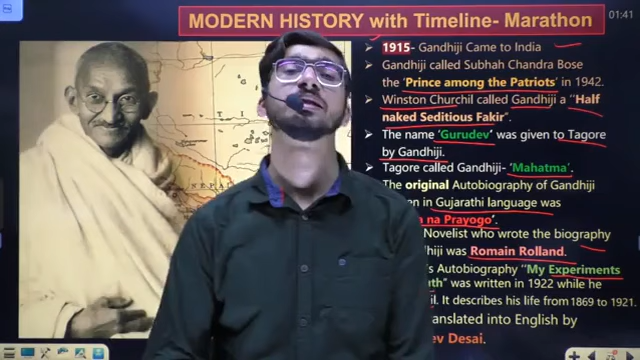 MODERN HISTORY with Timeline- Marathon
01:41
1915- Gandhiji Came to India
Gandhiji called Subhah Chandra Bose
the 'Prince among the Patriots' in 1942.
Winston Churchil called Gandhiji a "Half
naked Seditious Fakir".
The name 'Gurudev' was given to Tagore
by Gandhiji.
Tagore called Gandhiji- 'Mahatma'.
The original Autobiography of Gandhiji
in Gujarathi language was
na Prayogo'.
Novelist who wrote the biography
was Romain Rolland.
Autobiography "My Experiments
was written in 1922 while he
It describes his life from 1869 to 1921.
into English by
Desai.